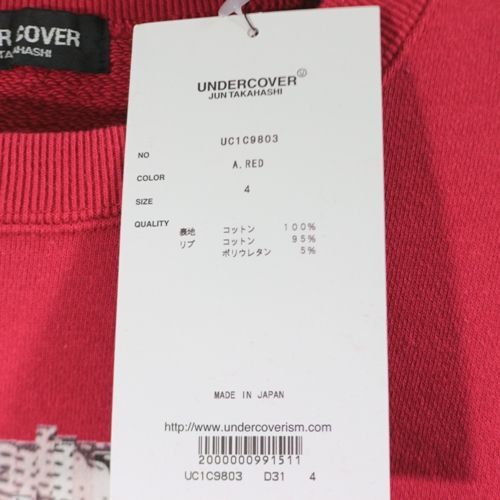 R COVER
N TAKAHASHI
UNDERCOVER U
JUN TAKAHASHI
NO UC1C9803
COLOR A.RED
SIZE 4
QUALITY
表地 コットン 100%
リブ コットン 95%
ポリウレタン 5%
MADE IN JAPAN
http://www.undercoverism.com
2000000991511
UC1C9803 D31 4